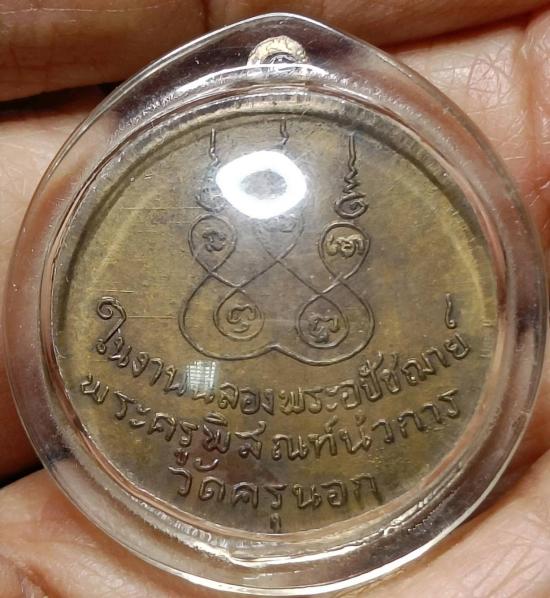 ในงานฉลองพระอุปัชฌาย์
พระครูพิสณฑ์นวการ
วัดครุนอก